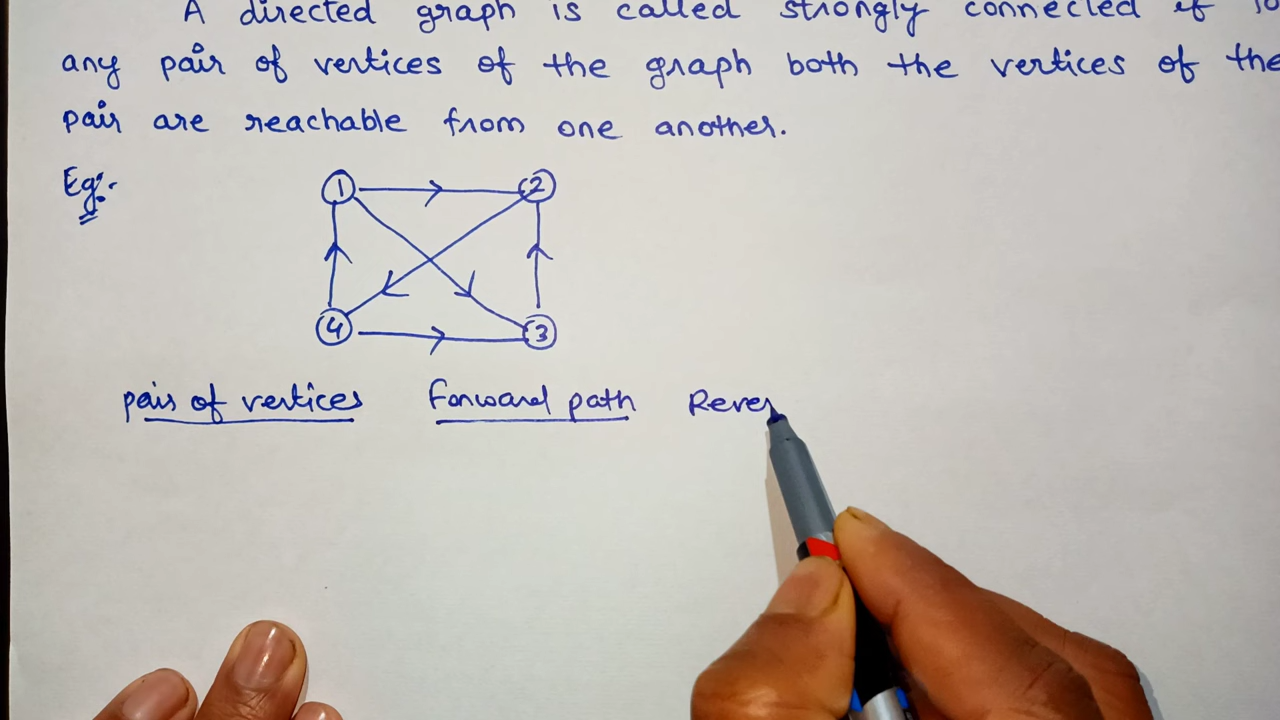 A directed graph is called strongly connected if
any pair of vertices of the graph both the vertices of the
pair are reachable from one another.
Eg:-
1 2
4 3
pair of vertices forward path Rever